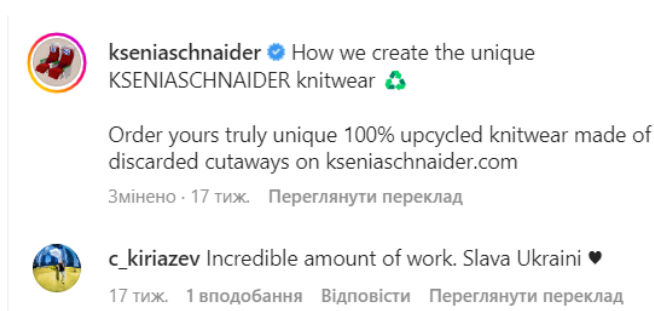 kseniaschnaider How we create the unique
KSENIASCHNAIDER knitwear ♻
Order yours truly unique 100% upcycled knitwear made of
discarded cutaways on kseniaschnaider.com
Змінено · 17 тиж. Переглянути переклад
c_kiriazev Incredible amount of work. Slava Ukraini ♥
17 тиж. 1 вподобання Відповісти Переглянути переклад